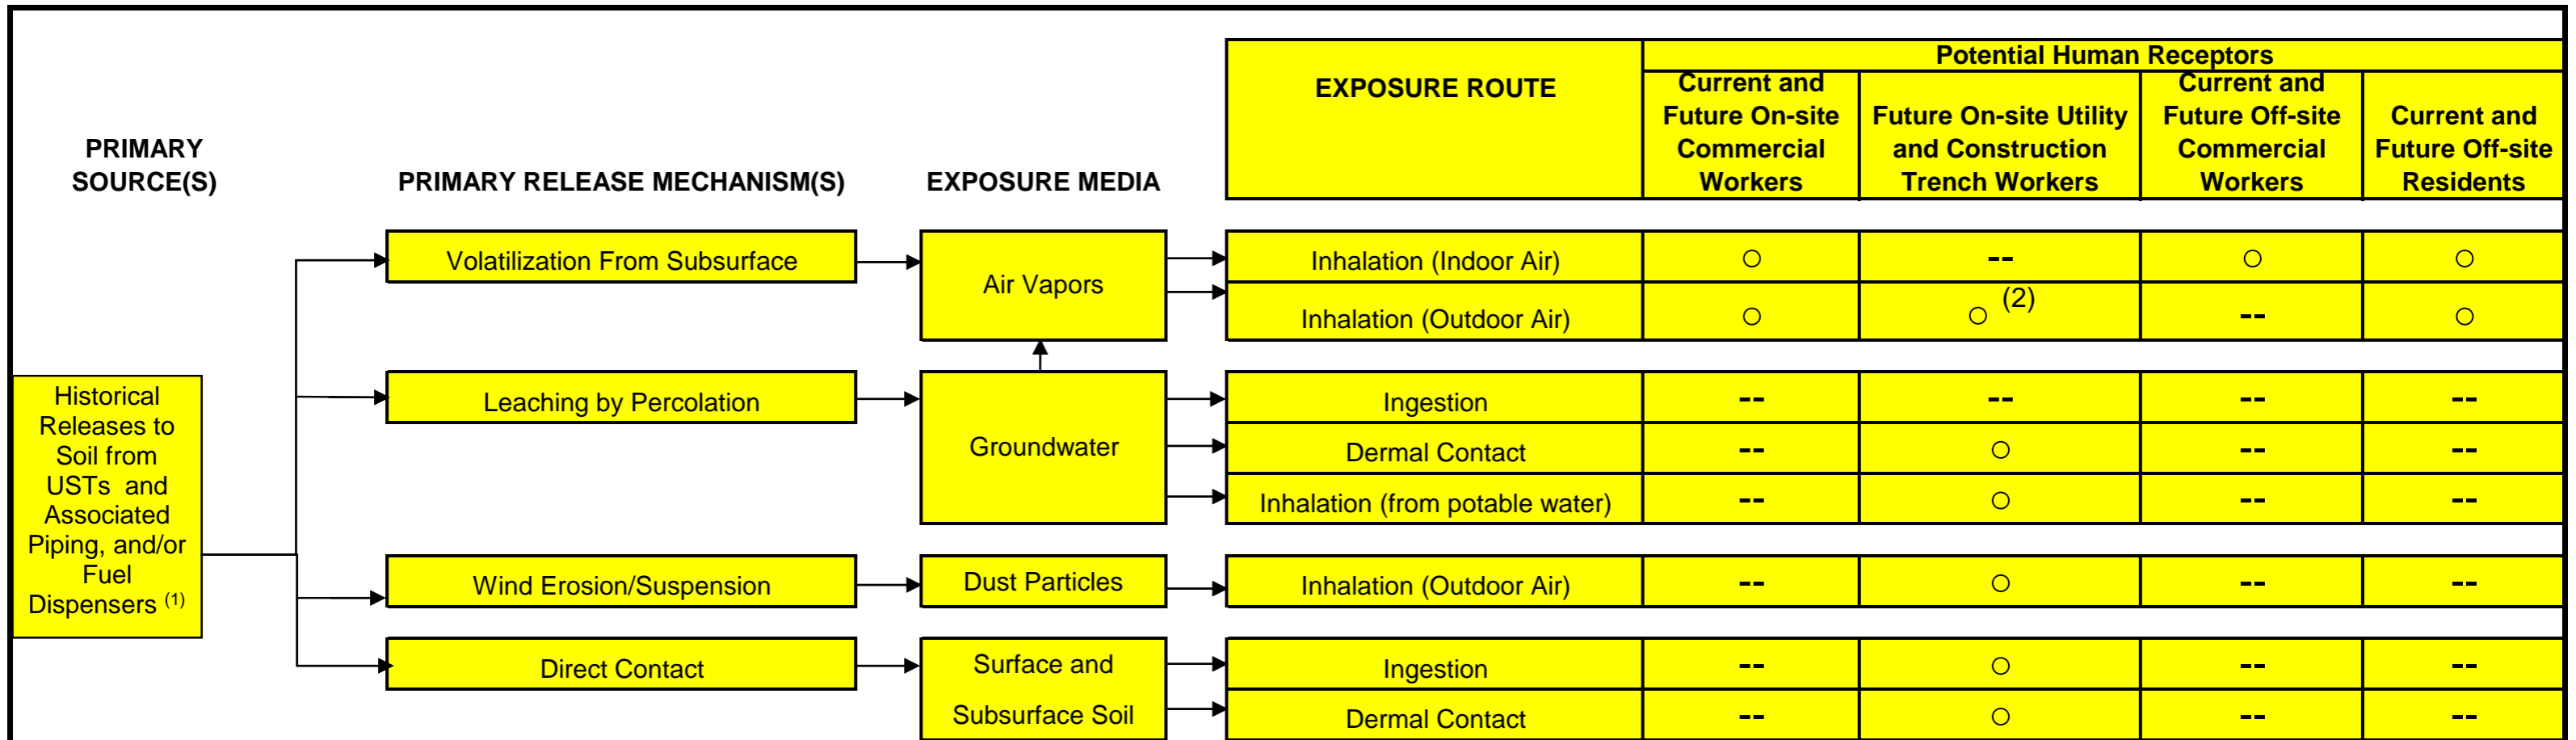 PRIMARY
SOURCE(S)
PRIMARY RELEASE MECHANISM(S)
EXPOSURE MEDIA
EXPOSURE ROUTE
Potential Human Receptors
Current and
Future On-site
Commercial
Workers
Future On-site Utility
and Construction
Trench Workers
Current and
Future Off-site
Commercial
Workers
Current and
Future Off-site
Residents
Historical
Releases to
Soil from
USTs and
Associated
Piping, and/or
Fuel
Dispensers (1)
Volatilization From Subsurface
Air Vapors
Inhalation (Indoor Air) ○ -- ○ ○
Inhalation (Outdoor Air) ○ ○ (2) -- ○
Leaching by Percolation
Groundwater
Ingestion -- -- -- --
Dermal Contact -- ○ -- --
Inhalation (from potable water) -- ○ -- --
Wind Erosion/Suspension
Dust Particles
Inhalation (Outdoor Air) -- ○ -- --
Direct Contact
Surface and
Subsurface Soil
Ingestion -- ○ -- --
Dermal Contact -- ○ -- --